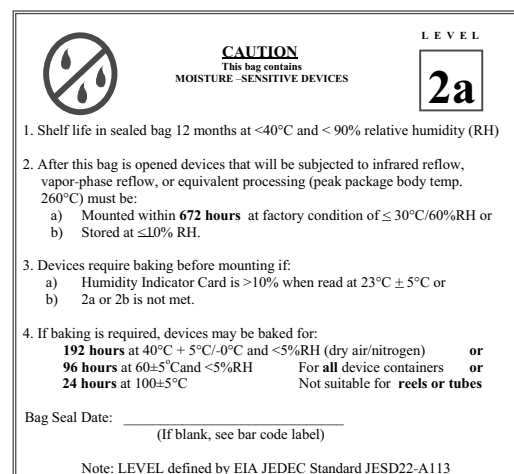 LEVEL
CAUTION
This bag contains
MOISTURE –SENSITIVE DEVICES
2a
1. Shelf life in sealed bag 12 months at <40°C and < 90% relative humidity (RH)
2. After this bag is opened devices that will be subjected to infrared reflow,
vapor-phase reflow, or equivalent processing (peak package body temp.
260°C) must be:
a) Mounted within 672 hours at factory condition of ≤ 30°C/60%RH or
b) Stored at ≤10% RH.
3. Devices require baking before mounting if:
a) Humidity Indicator Card is >10% when read at 23°C ± 5°C or
b) 2a or 2b is not met.
4. If baking is required, devices may be baked for:
192 hours at 40°C + 5°C/-0°C and <5%RH (dry air/nitrogen) or
96 hours at 60±5°Cand <5%RH For all device containers or
24 hours at 100±5°C Not suitable for reels or tubes
Bag Seal Date: ________________________________
(If blank, see bar code label)
Note: LEVEL defined by EIA JEDEC Standard JESD22-A113